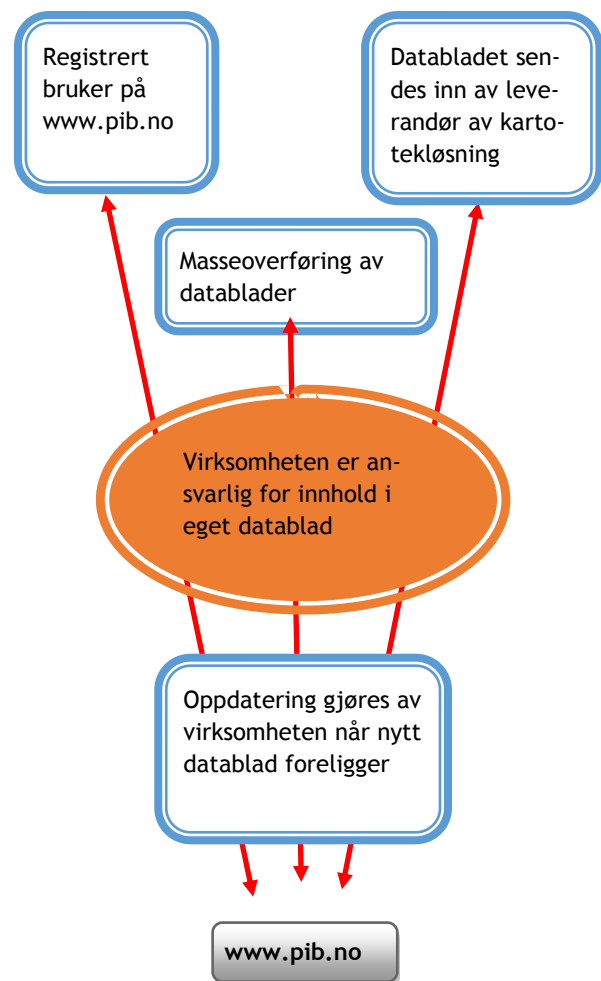 Registrert
bruker på
www.pib.no
Databladet sen-
des inn av leve-
randør av karto-
tekløsning
Masseoverføring av
datablader
Virksomheten er an-
svarlig for innhold i
eget datablad
Oppdatering gjøres av
virksomheten når nytt
datablad foreligger
www.pib.no